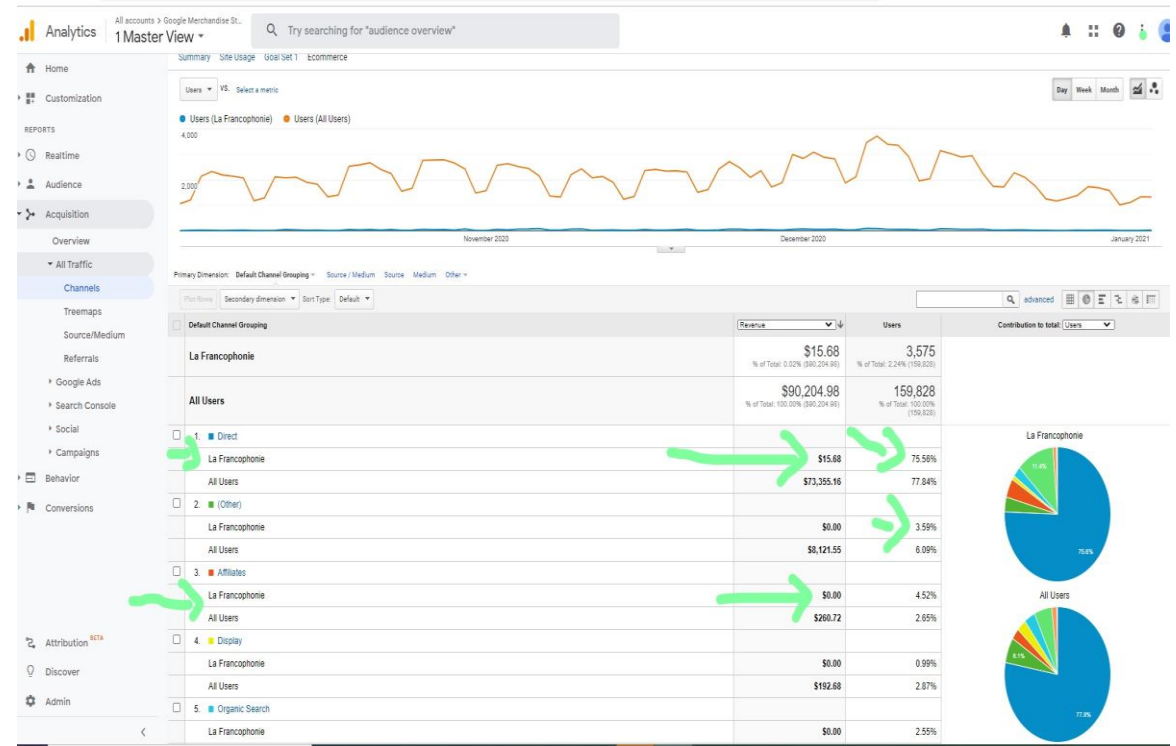 Analytics
All accounts > Google Merchandise St...
1 Master View
Try searching for "audience overview"
Home
Customization
REPORTS
Realtime
Audience
Acquisition
Overview
All Traffic
Channels
Treemaps
Source/Medium
Referrals
Google Ads
Search Console
Social
Campaigns
Behavior
Conversions
Attribution BETA
Discover
Admin
Summary Site Usage Goal Set 1 Ecommerce
Users VS. Select a metric
Day Week Month
Users (La Francophonie) Users (All Users)
4,000
2,000
November 2020 December 2020 January 2021
Primary Dimension: Default Channel Grouping Source / Medium Source Medium Other
Plot Rows Secondary dimension Sort Type: Default advanced
Default Channel Grouping Revenue Users Contribution to total: Users
La Francophonie $15.68 3,575
% of Total: 0.02% ($90,204.98) % of Total: 2.24% (159,828)
All Users $90,204.98 159,828
% of Total: 100.00% ($90,204.98) % of Total: 100.00% (159,828)
1. Direct
La Francophonie $15.68 75.56%
All Users $73,355.16 77.84%
2. (Other)
La Francophonie $0.00 3.59%
All Users $8,121.55 6.09%
3. Affiliates
La Francophonie $0.00 4.52%
All Users $260.72 2.65%
4. Display
La Francophonie $0.00 0.99%
All Users $192.68 2.87%
5. Organic Search
La Francophonie $0.00 2.55%
La Francophonie
11.4%
75.6%
All Users
6.1%
77.8%